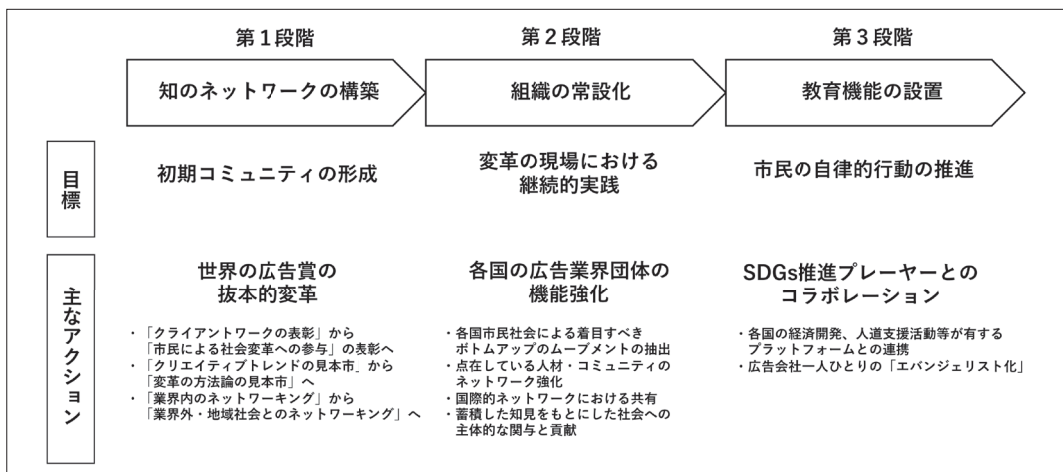 第1段階
第2段階
第3段階
知のネットワークの構築
組織の常設化
教育機能の設置
目標
初期コミュニティの形成
変革の現場における
継続的実践
市民の自律的行動の推進
主なアクション
世界の広告賞の
抜本的変革
・「クライアントワークの表彰」から
「市民による社会変革への参与」の表彰へ
・「クリエイティブトレンドの見本市」から
「変革の方法論の見本市」へ
・「業界内のネットワーキング」から
「業界外・地域社会とのネットワーキング」へ
各国の広告業界団体の
機能強化
・各国市民社会による着目すべき
ボトムアップのムーブメントの抽出
・点在している人材・コミュニティの
ネットワーク強化
・国際的ネットワークにおける共有
・蓄積した知見をもとにした社会への
主体的な関与と貢献
SDGs推進プレーヤーとの
コラボレーション
・各国の経済開発、人道支援活動等が有する
プラットフォームとの連携
・広告会社一人ひとりの「エバンジェリスト化」